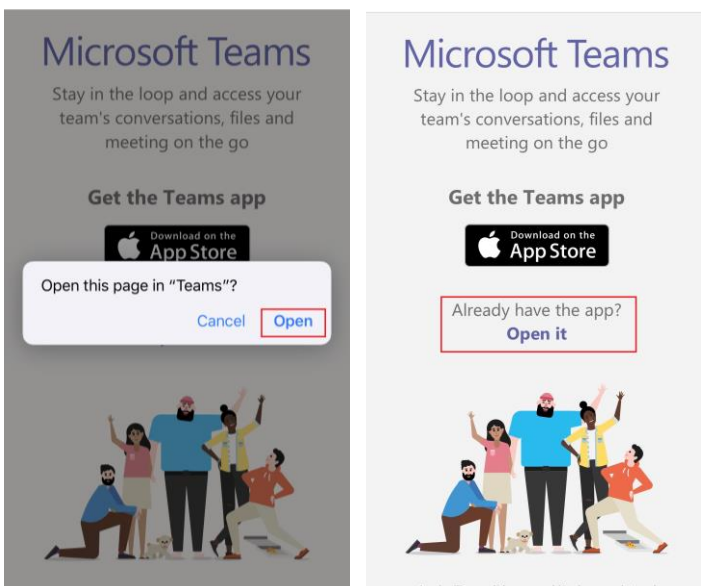 Microsoft Teams
Stay in the loop and access your
team's conversations, files and
meeting on the go
Get the Teams app
Download on the
App Store
Open this page in “Teams”?
Cancel Open
Microsoft Teams
Stay in the loop and access your
team's conversations, files and
meeting on the go
Get the Teams app
Download on the
App Store
Already have the app?
Open it